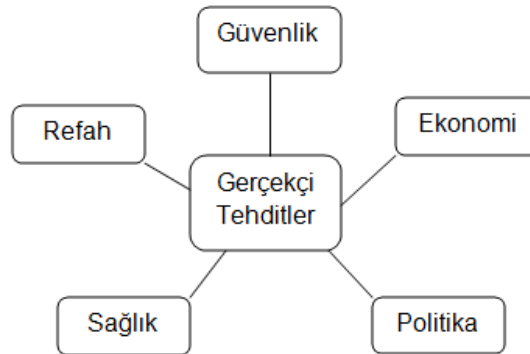 Güvenlik
Refah
Ekonomi
Gerçekçi
Tehditler
Sağlık
Politika